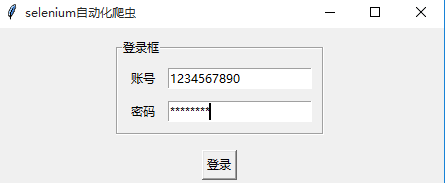 selenium自动化爬虫
登录框
账号 1234567890
密码 ********
登录